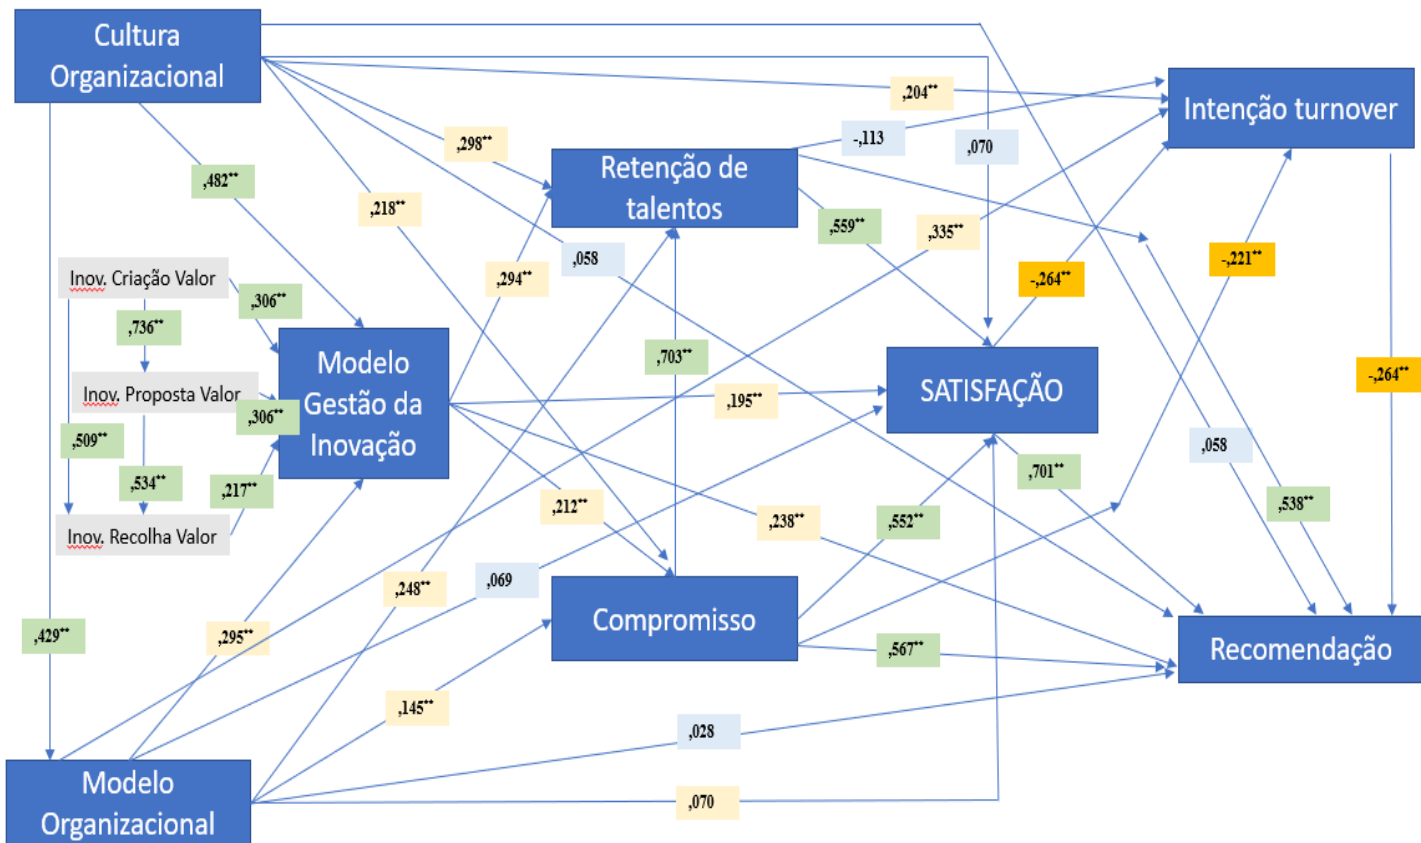 Cultura
Organizacional
,204**
Intenção turnover
,298**
-,113
,070
Retenção de
talentos
,482**
,218**
,559**
,335**
,058
-,221**
Inov. Criação Valor
,294**
-,264**
,306**
,736**
,703**
Modelo
Gestão da
Inovação
SATISFAÇÃO
-,264**
Inov. Proposta Valor
,195**
,306**
,509**
,058
,534**
,217**
,701**
,212**
,238**
,552**
,538**
Inov. Recolha Valor
,248**
,069
Compromisso
,429**
,295**
,567**
Recomendação
,145**
,028
Modelo
Organizacional
,070